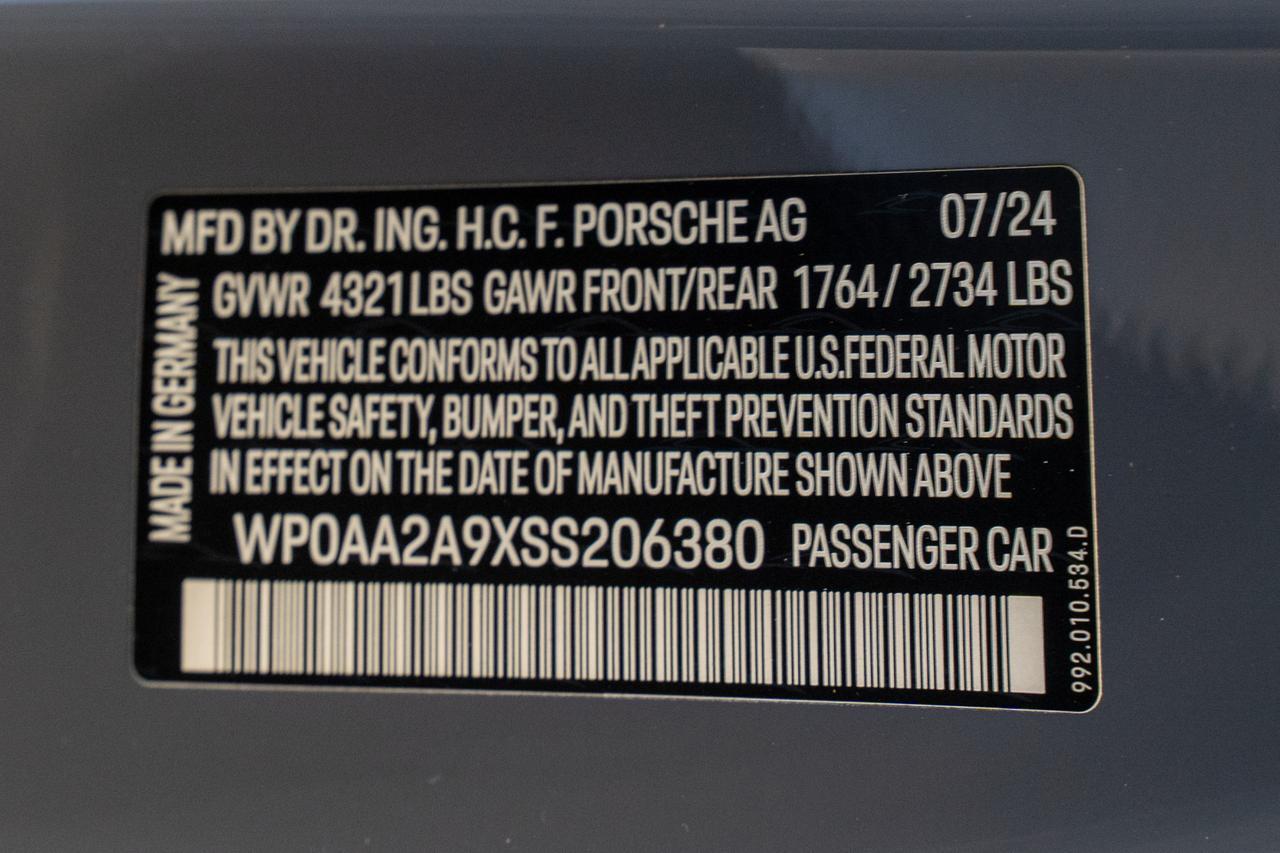 MFD BY DR. ING. H.C. F. PORSCHE AG 07/24
GVWR 4321 LBS GAWR FRONT/REAR 1764 / 2734 LBS
THIS VEHICLE CONFORMS TO ALL APPLICABLE U.S.FEDERAL MOTOR
VEHICLE SAFETY, BUMPER, AND THEFT PREVENTION STANDARDS
IN EFFECT ON THE DATE OF MANUFACTURE SHOWN ABOVE
WP0AA2A9XSS206380 PASSENGER CAR
MADE IN GERMANY
992.010.534.D